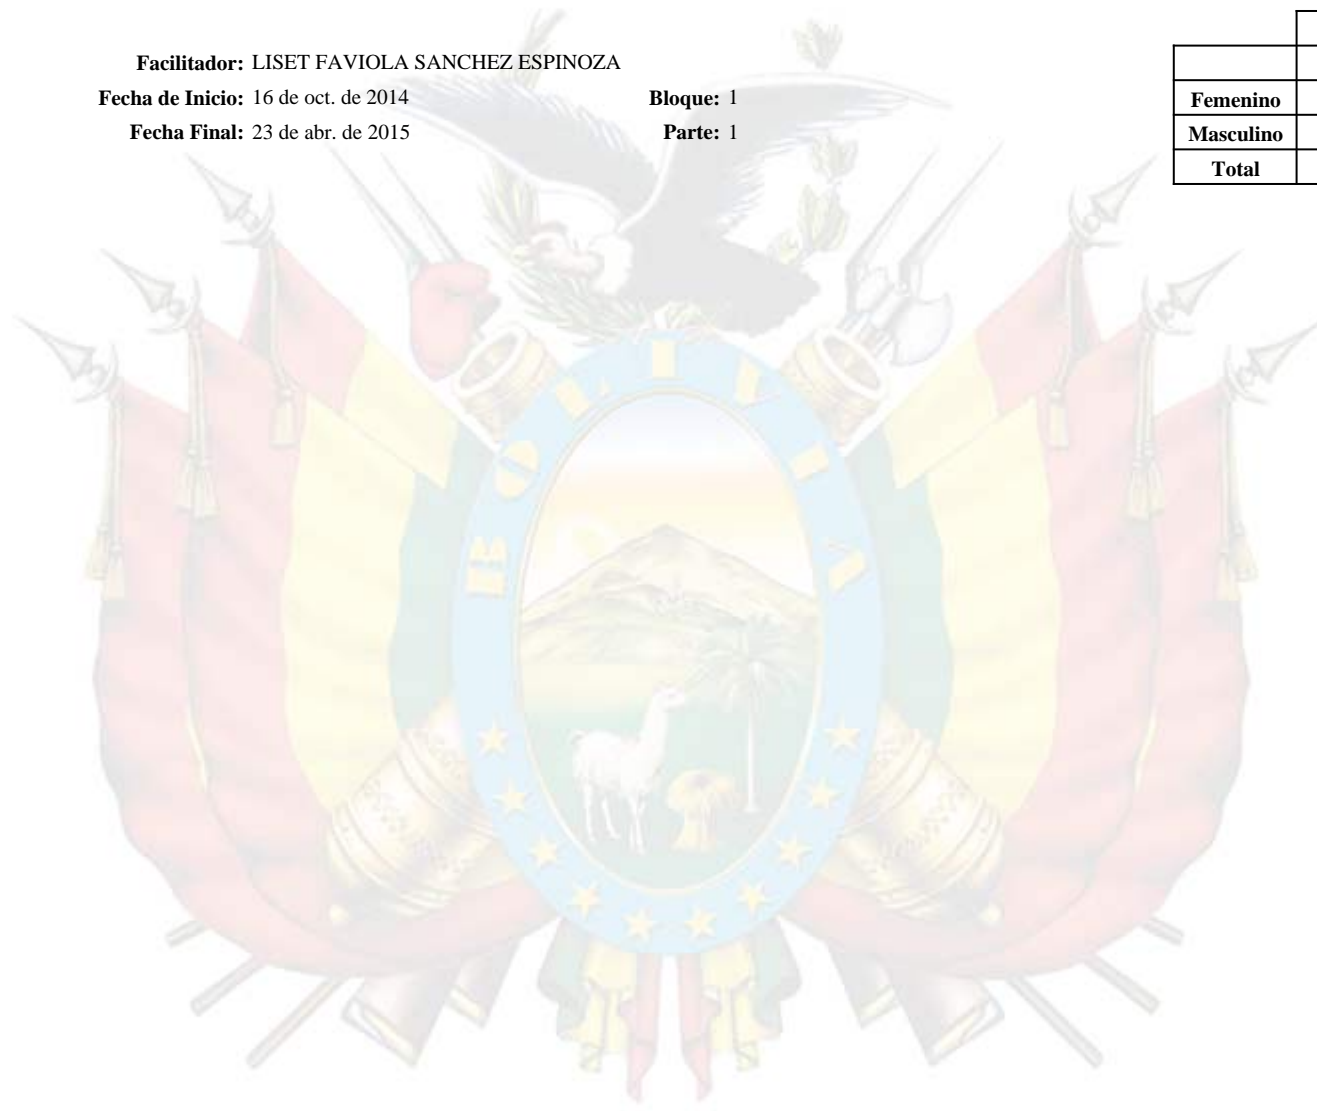 Facilitador: LISET FAVIOLA SANCHEZ ESPINOZA
Fecha de Inicio: 16 de oct. de 2014 Bloque: 1
Fecha Final: 23 de abr. de 2015 Parte: 1
Femenino
Masculino
Total
BOLIVIA